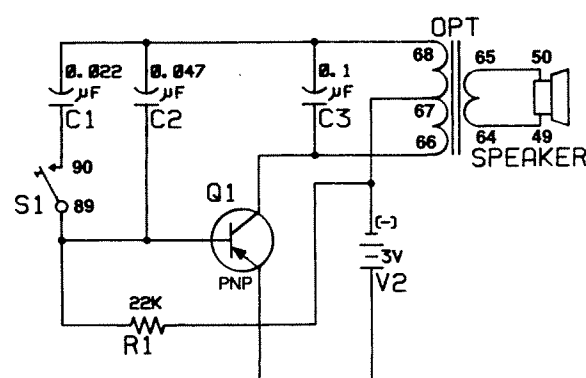 OPT
68
65
50
0.022
μF
C1
0.047
μF
C2
0.1
μF
C3
67
66
64
49
SPEAKER
90
S1
89
Q1
PNP
(-)
3V
V2
22K
R1